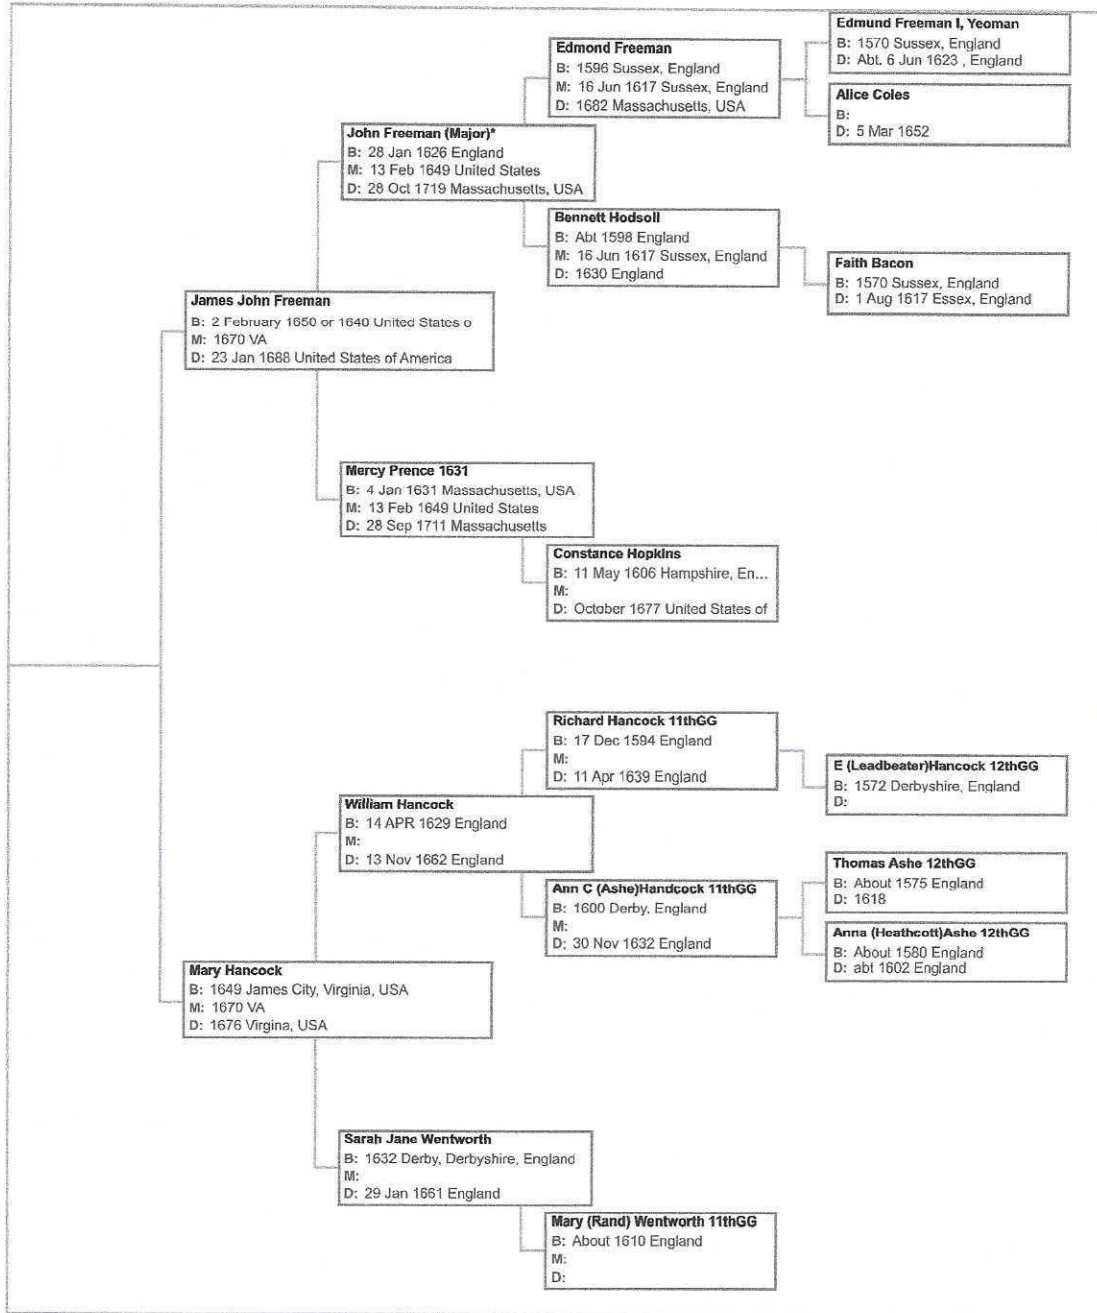 Edmund Freeman I, Yeoman
B: 1570 Sussex, England
D: Abt. 6 Jun 1623 , England
Edmond Freeman
B: 1596 Sussex, England
M: 16 Jun 1617 Sussex, England
D: 1682 Massachusetts, USA
Alice Coles
B:
D: 5 Mar 1652
John Freeman (Major)*
B: 28 Jan 1626 England
M: 13 Feb 1649 United States
D: 28 Oct 1719 Massachusetts, USA
Bennett Hodsoll
B: Abt 1598 England
M: 16 Jun 1617 Sussex, England
D: 1630 England
Faith Bacon
B: 1570 Sussex, England
D: 1 Aug 1617 Essex, England
James John Freeman
B: 2 February 1650 or 1640 United States o
M: 1670 VA
D: 23 Jan 1688 United States of America
Mercy Prence 1631
B: 4 Jan 1631 Massachusetts, USA
M: 13 Feb 1649 United States
D: 28 Sep 1711 Massachusetts
Constance Hopkins
B: 11 May 1606 Hampshire, En...
M:
D: October 1677 United States of
Richard Hancock 11thGG
B: 17 Dec 1594 England
M:
D: 11 Apr 1639 England
E (Leadbeater)Hancock 12thGG
B: 1572 Derbyshire, England
D:
William Hancock
B: 14 APR 1629 England
M:
D: 13 Nov 1662 England
Thomas Ashe 12thGG
B: About 1575 England
D: 1618
Ann C (Ashe)Handcock 11thGG
B: 1600 Derby, England
M:
D: 30 Nov 1632 England
Anna (Heathcott)Ashe 12thGG
B: About 1580 England
D: abt 1602 England
Mary Hancock
B: 1649 James City, Virginia, USA
M: 1670 VA
D: 1676 Virgina, USA
Sarah Jane Wentworth
B: 1632 Derby, Derbyshire, England
M:
D: 29 Jan 1661 England
Mary (Rand) Wentworth 11thGG
B: About 1610 England
M:
D: